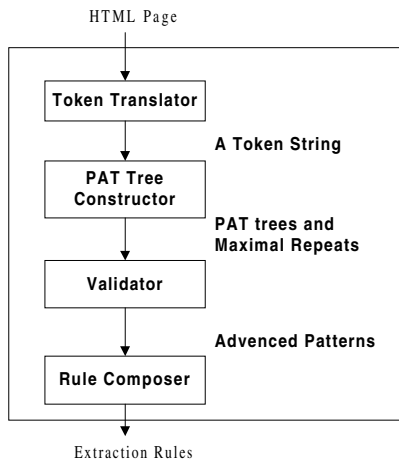 HTML Page
Token Translator
A Token String
PAT Tree
Constructor
PAT trees and
Maximal Repeats
Validator
Advenced Patterns
Rule Composer
Extraction Rules